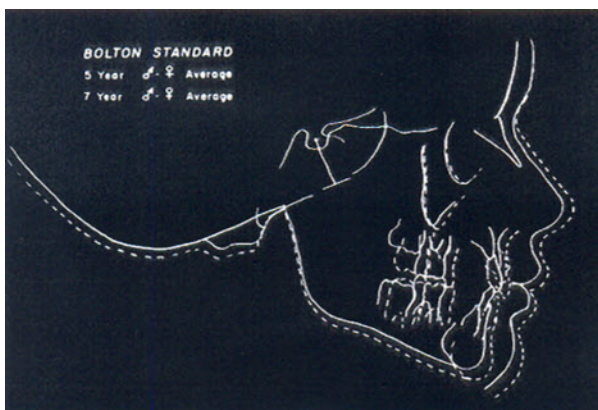 BOLTON STANDARD
5 Year ♂-♀ Average
7 Year ♂-♀ Average